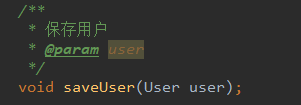 /**
* 保存用户
* @param user
*/
void saveUser(User user);